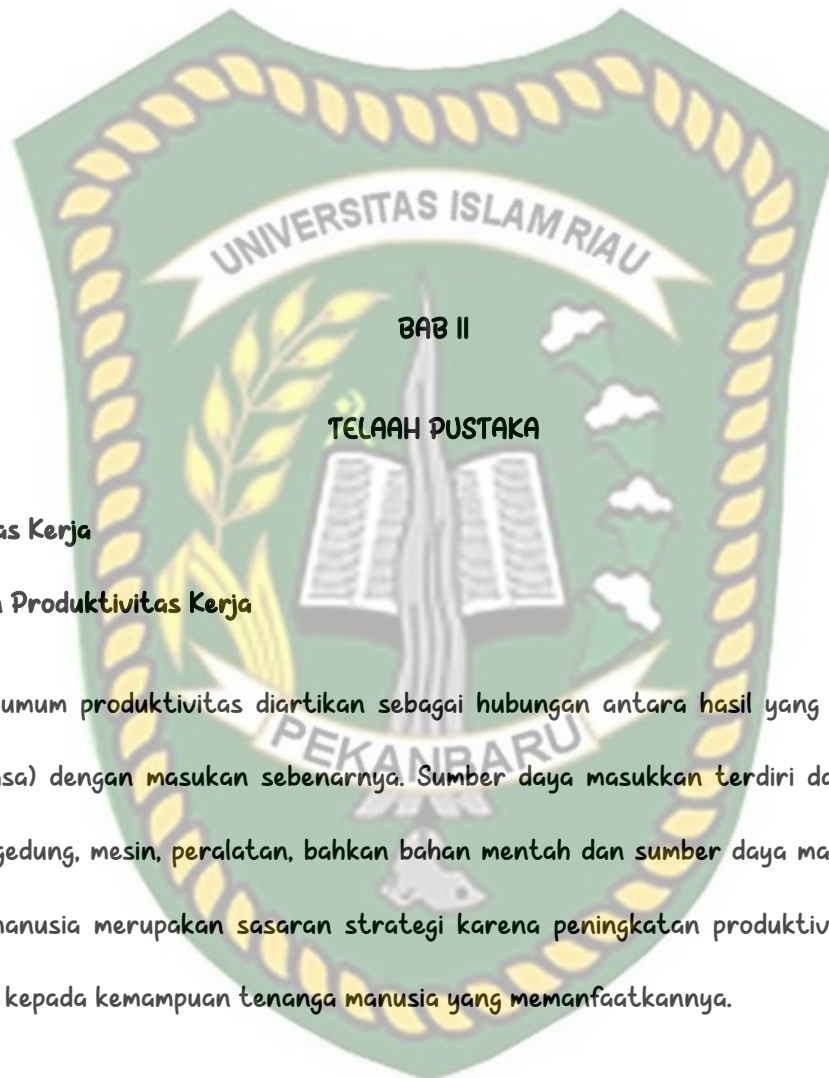 UNIVERSITAS ISLAM RIAU
BAB II
TELAAH PUSTAKA
as Kerja
Produktivitas Kerja
umum produktivitas diartikan sebagai hubungan antara hasil yang
asa) dengan masukan sebenarnya. Sumber daya masukkan terdiri da
gedung, mesin, peralatan, bahkan bahan mentah dan sumber daya ma
manusia merupakan sasaran strategi karena peningkatan produktiv
kepada kemampuan tenanga manusia yang memanfaatkannya.
PEKANBARU